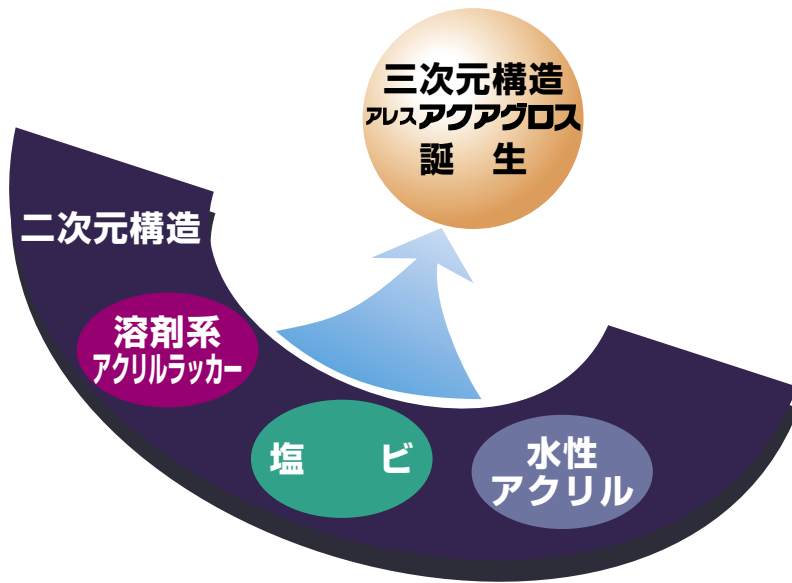 三次元構造
アレスアクアグロス
誕　生
二次元構造
溶剤系
アクリルラッカー
塩　ビ
水性
アクリル